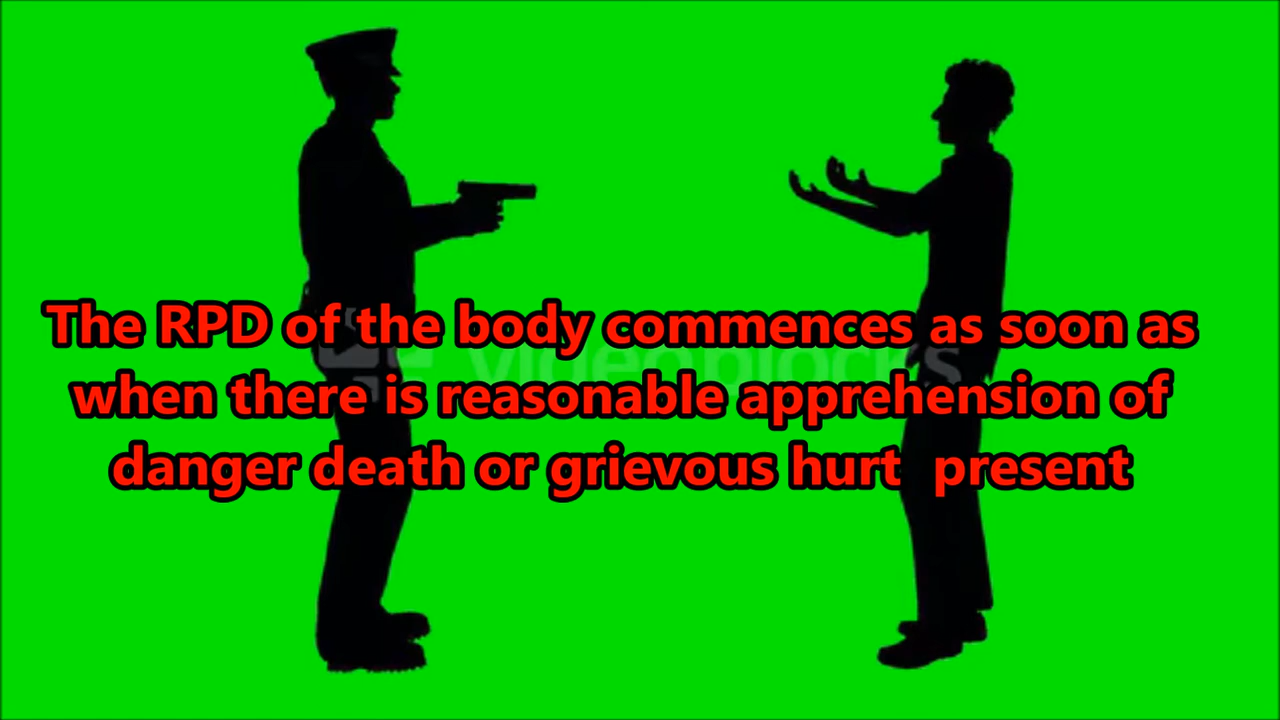 The RPD of the body commences as soon as
when there is reasonable apprehension of
danger death or grievous hurt  present
videoblocks